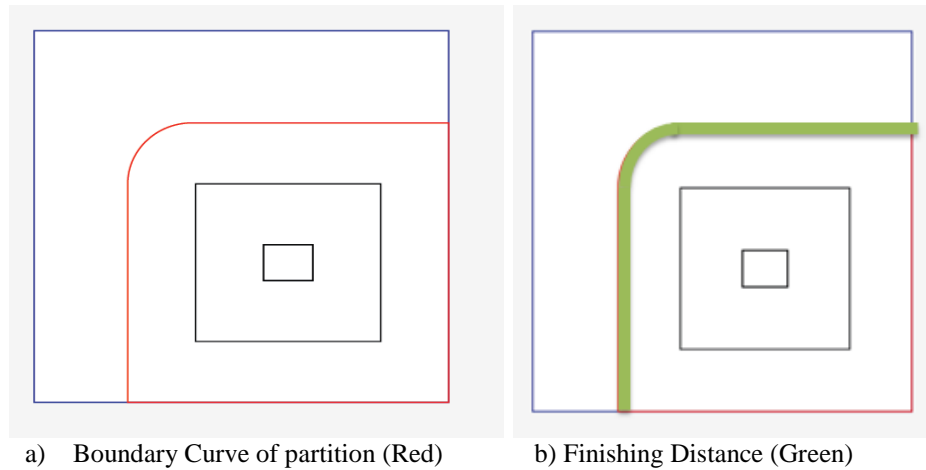 a) Boundary Curve of partition (Red)
b) Finishing Distance (Green)